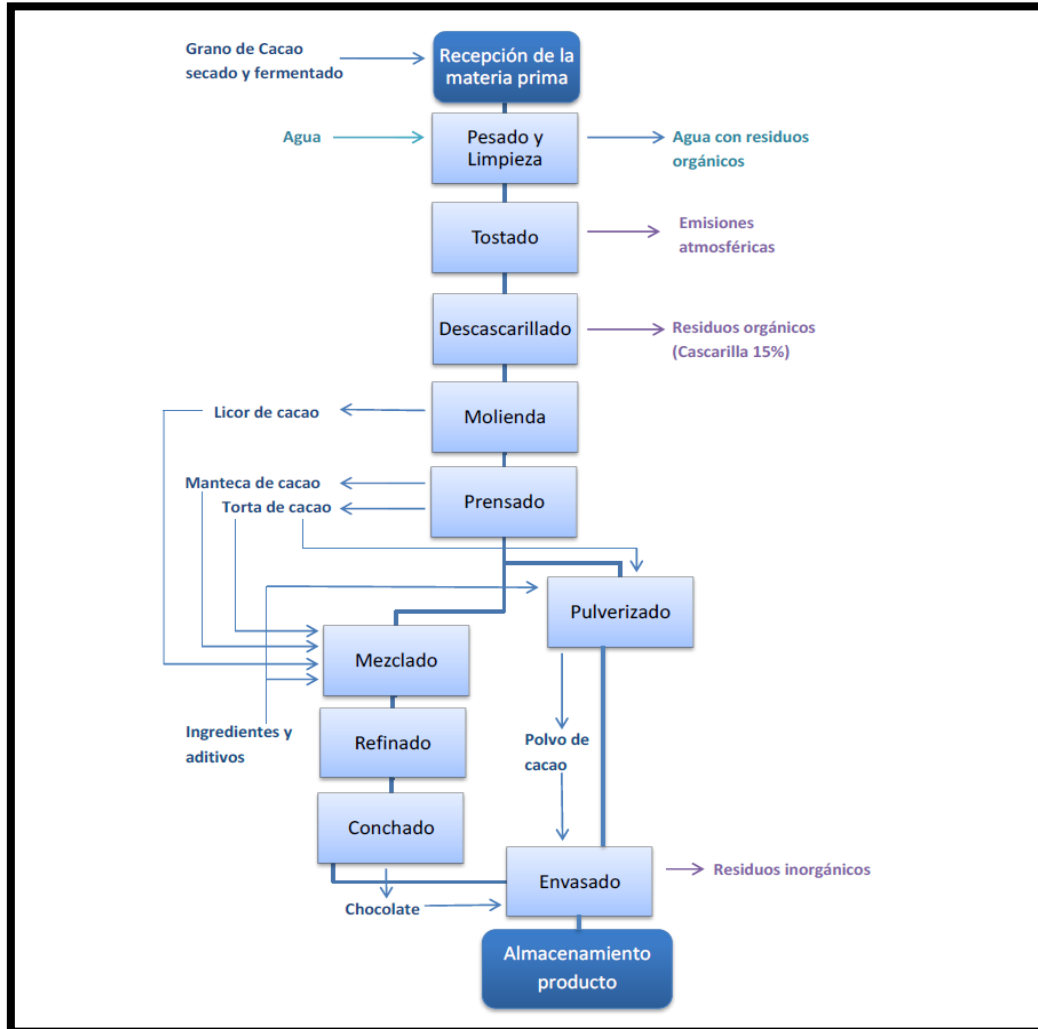 Grano de Cacao
secado y fermentado
Recepción de la
materia prima
Agua
Pesado y
Limpieza
Agua con residuos
orgánicos
Tostado
Emisiones
atmosféricas
Descascarillado
Residuos orgánicos
(Cascarilla 15%)
Licor de cacao
Molienda
Manteca de cacao
Torta de cacao
Prensado
Pulverizado
Mezclado
Ingredientes y
aditivos
Refinado
Polvo de
cacao
Conchado
Chocolate
Envasado
Residuos inorgánicos
Almacenamiento
producto